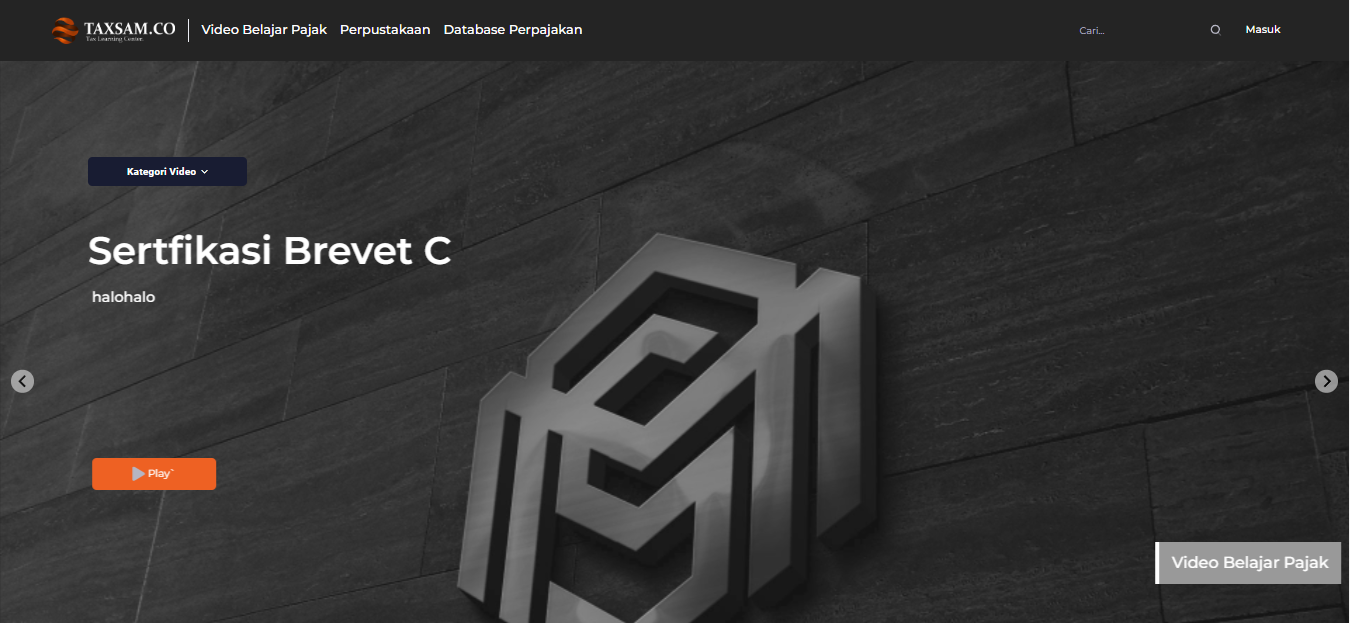 TAXSAM.CO
Tax Learning Center.
Video Belajar Pajak
Perpustakaan
Database Perpajakan
Cari...
Masuk
Kategori Video
Sertfikasi Brevet C
halohalo
Play`
Video Belajar Pajak